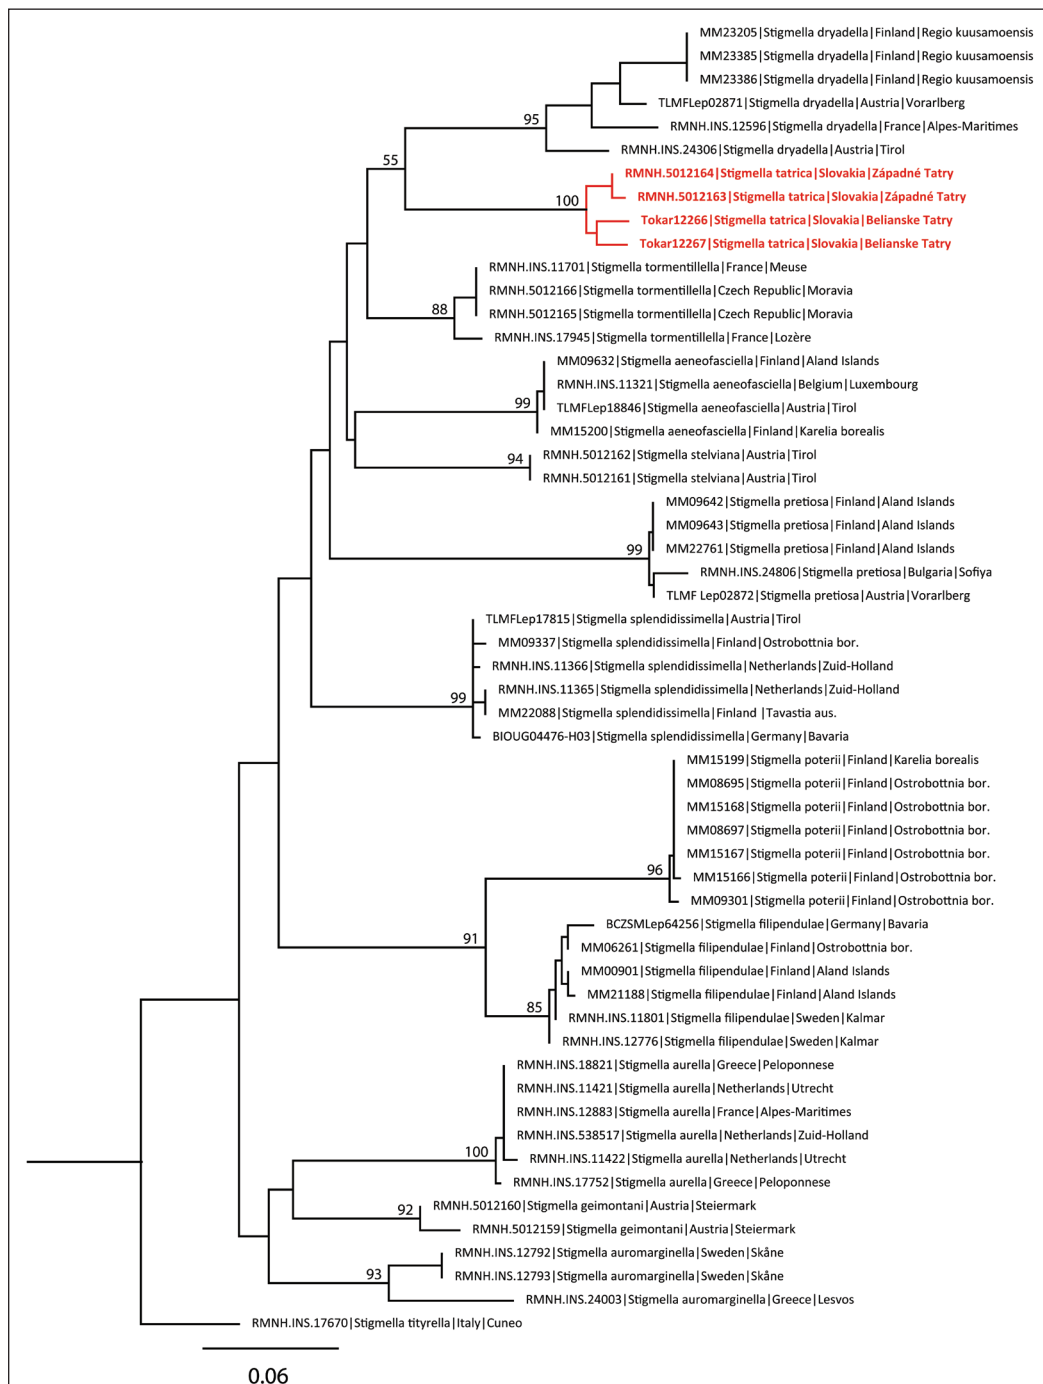 MM23205|Stigmella dryadella|Finland|Regio kuusamoensis
MM23385|Stigmella dryadella|Finland|Regio kuusamoensis
MM23386|Stigmella dryadella|Finland|Regio kuusamoensis
TLMFLep02871|Stigmella dryadella|Austria|Vorarlberg
95
RMNH.INS.12596|Stigmella dryadella|France|Alpes-Maritimes
RMNH.INS.24306|Stigmella dryadella|Austria|Tirol
55
RMNH.5012164|Stigmella tatrica|Slovakia|Západné Tatry
RMNH.5012163|Stigmella tatrica|Slovakia|Západné Tatry
100
Tokar12266|Stigmella tatrica|Slovakia|Belianske Tatry
Tokar12267|Stigmella tatrica|Slovakia|Belianske Tatry
RMNH.INS.11701|Stigmella tormentillella|France|Meuse
RMNH.5012166|Stigmella tormentillella|Czech Republic|Moravia
RMNH.5012165|Stigmella tormentillella|Czech Republic|Moravia
88
RMNH.INS.17945|Stigmella tormentillella|France|Lozère
MM09632|Stigmella aeneofasciella|Finland|Aland Islands
RMNH.INS.11321|Stigmella aeneofasciella|Belgium|Luxembourg
99
TLMFLep18846|Stigmella aeneofasciella|Austria|Tirol
MM15200|Stigmella aeneofasciella|Finland|Karelia borealis
RMNH.5012162|Stigmella stelviana|Austria|Tirol
94
RMNH.5012161|Stigmella stelviana|Austria|Tirol
MM09642|Stigmella pretiosa|Finland|Aland Islands
MM09643|Stigmella pretiosa|Finland|Aland Islands
MM22761|Stigmella pretiosa|Finland|Aland Islands
99
RMNH.INS.24806|Stigmella pretiosa|Bulgaria|Sofiya
TLMF Lep02872|Stigmella pretiosa|Austria|Vorarlberg
TLMFLep17815|Stigmella splendidissimella|Austria|Tirol
MM09337|Stigmella splendidissimella|Finland|Ostrobottnia bor.
RMNH.INS.11366|Stigmella splendidissimella|Netherlands|Zuid-Holland
RMNH.INS.11365|Stigmella splendidissimella|Netherlands|Zuid-Holland
99
MM22088|Stigmella splendidissimella|Finland |Tavastia aus.
BIOUG04476-H03|Stigmella splendidissimella|Germany|Bavaria
MM15199|Stigmella poterii|Finland|Karelia borealis
MM08695|Stigmella poterii|Finland|Ostrobottnia bor.
MM15168|Stigmella poterii|Finland|Ostrobottnia bor.
MM08697|Stigmella poterii|Finland|Ostrobottnia bor.
MM15167|Stigmella poterii|Finland|Ostrobottnia bor.
96
MM15166|Stigmella poterii|Finland|Ostrobottnia bor.
MM09301|Stigmella poterii|Finland|Ostrobottnia bor.
BCZSMLep64256|Stigmella filipendulae|Germany|Bavaria
91
MM06261|Stigmella filipendulae|Finland|Ostrobottnia bor.
MM00901|Stigmella filipendulae|Finland|Aland Islands
MM21188|Stigmella filipendulae|Finland|Aland Islands
85
RMNH.INS.11801|Stigmella filipendulae|Sweden|Kalmar
RMNH.INS.12776|Stigmella filipendulae|Sweden|Kalmar
RMNH.INS.18821|Stigmella aurella|Greece|Peloponnese
RMNH.INS.11421|Stigmella aurella|Netherlands|Utrecht
RMNH.INS.12883|Stigmella aurella|France|Alpes-Maritimes
RMNH.INS.538517|Stigmella aurella|Netherlands|Zuid-Holland
100
RMNH.INS.11422|Stigmella aurella|Netherlands|Utrecht
RMNH.INS.17752|Stigmella aurella|Greece|Peloponnese
RMNH.5012160|Stigmella geimontani|Austria|Steiermark
92
RMNH.5012159|Stigmella geimontani|Austria|Steiermark
RMNH.INS.12792|Stigmella auromarginella|Sweden|Skåne
93
RMNH.INS.12793|Stigmella auromarginella|Sweden|Skåne
RMNH.INS.24003|Stigmella auromarginella|Greece|Lesvos
RMNH.INS.17670|Stigmella tityrella|Italy|Cuneo
0.06